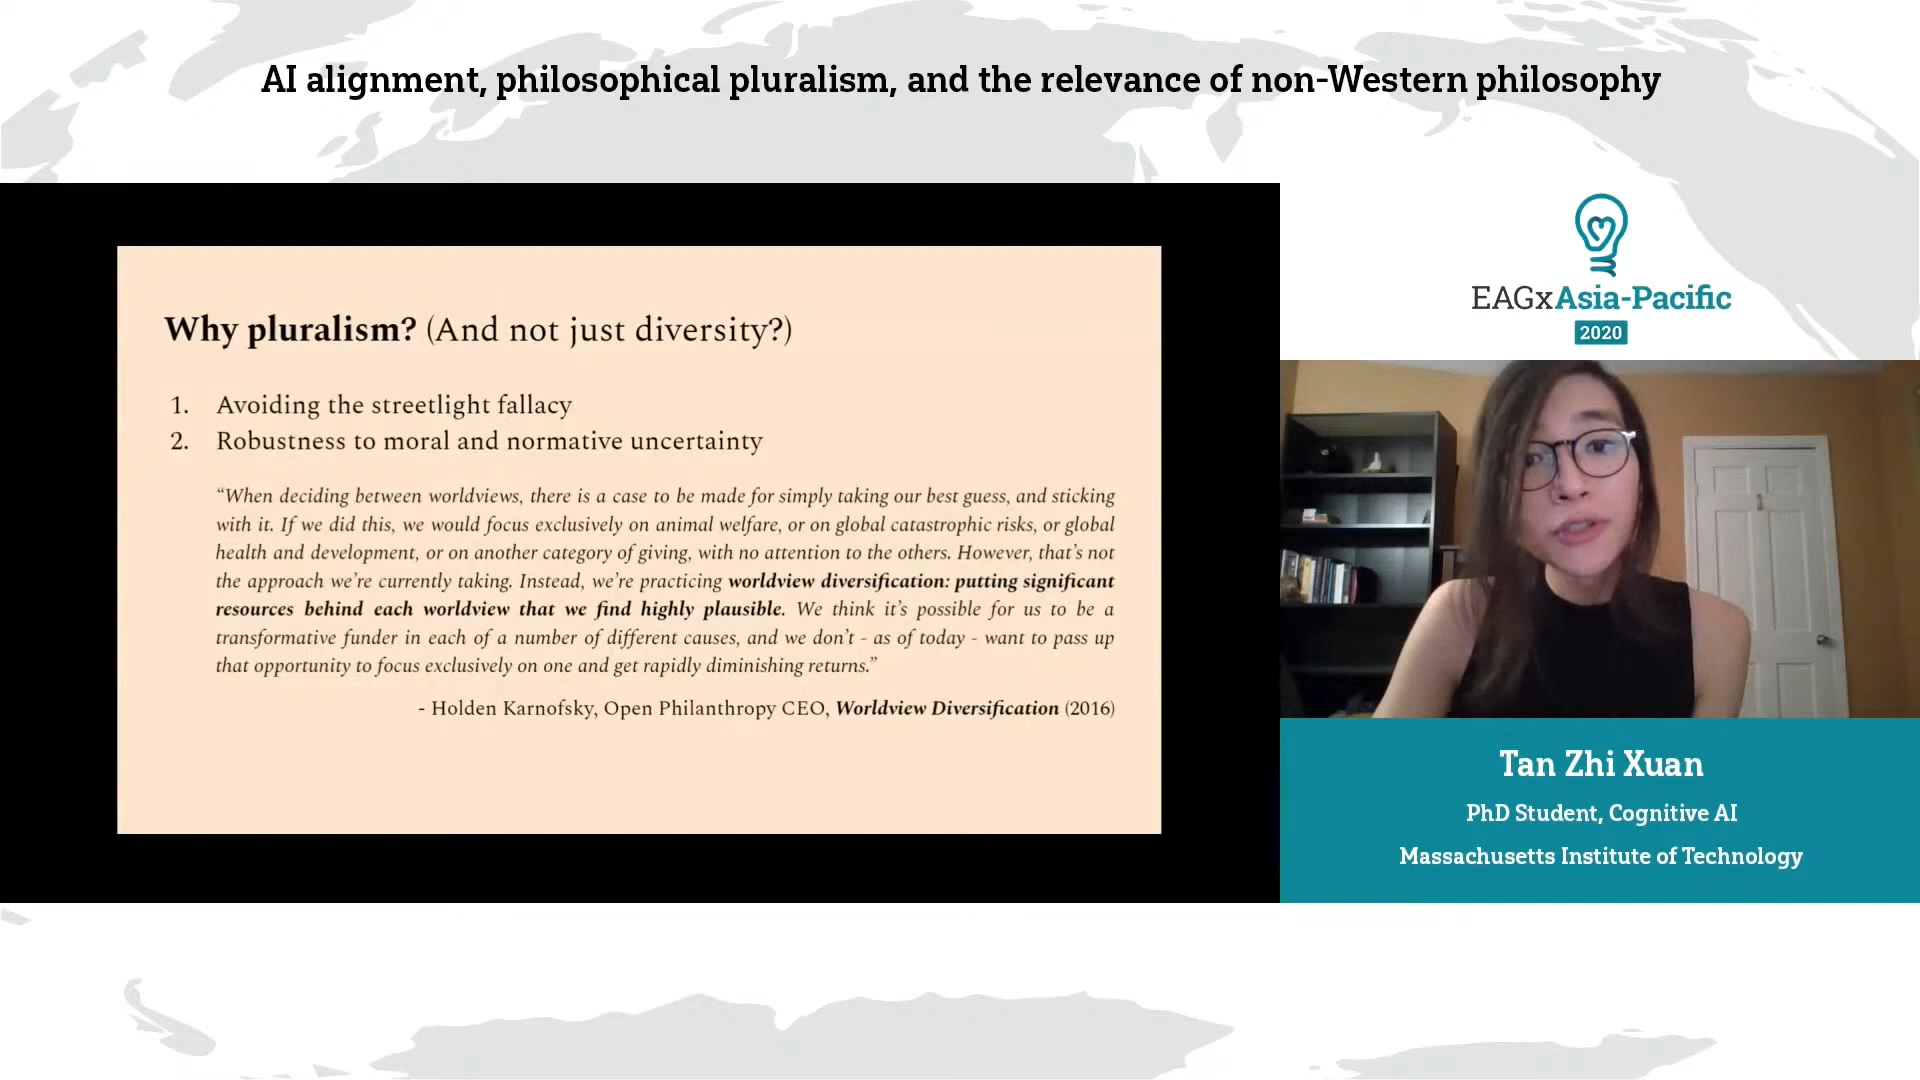 AI alignment, philosophical pluralism, and the relevance of non-Western philosophy
Why pluralism? (And not just diversity?)
1. Avoiding the streetlight fallacy
2. Robustness to moral and normative uncertainty
“When deciding between worldviews, there is a case to be made for simply taking our best guess, and sticking
with it. If we did this, we would focus exclusively on animal welfare, or on global catastrophic risks, or global
health and development, or on another category of giving, with no attention to the others. However, that’s not
the approach we’re currently taking. Instead, we’re practicing worldview diversification: putting significant
resources behind each worldview that we find highly plausible. We think it’s possible for us to be a
transformative funder in each of a number of different causes, and we don’t - as of today - want to pass up
that opportunity to focus exclusively on one and get rapidly diminishing returns.”
- Holden Karnofsky, Open Philanthropy CEO, Worldview Diversification (2016)
EAGxAsia-Pacific
2020
Tan Zhi Xuan
PhD Student, Cognitive AI
Massachusetts Institute of Technology